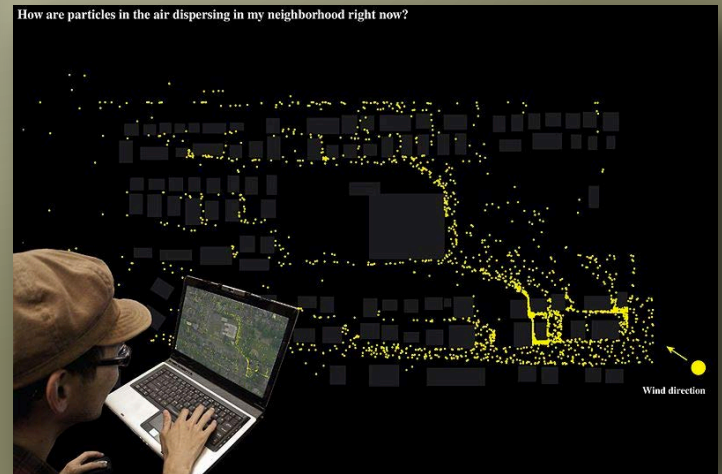 How are particles in the air dispersing in my neighborhood right now?
Wind direction